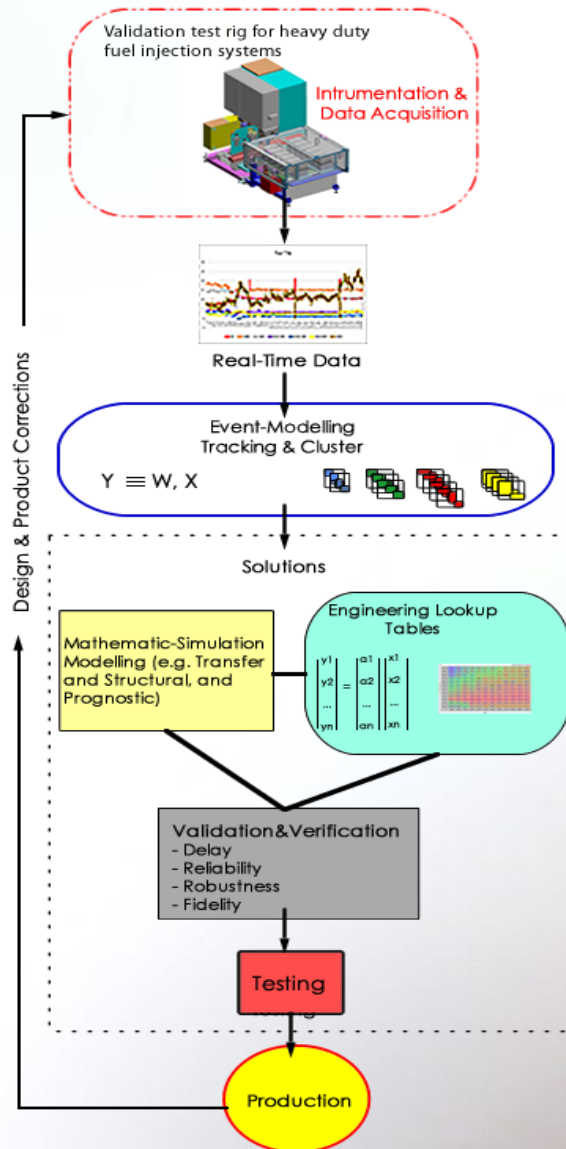 Validation test rig for heavy duty
fuel injection systems
Intrumentation &
Data Acquisition
Real-Time Data
Event-Modelling
Tracking & Cluster
Y ≡ W, X
Solutions
Mathematic-Simulation
Modelling (e.g. Transfer
and Structural, and
Prognostic)
Engineering Lookup
Tables
y1 a1 x1
y2 = a2 x2
... ... ...
yn an xn
Validation&Verification
- Delay
- Reliability
- Robustness
- Fidelity
Testing
Production
Design & Product Corrections